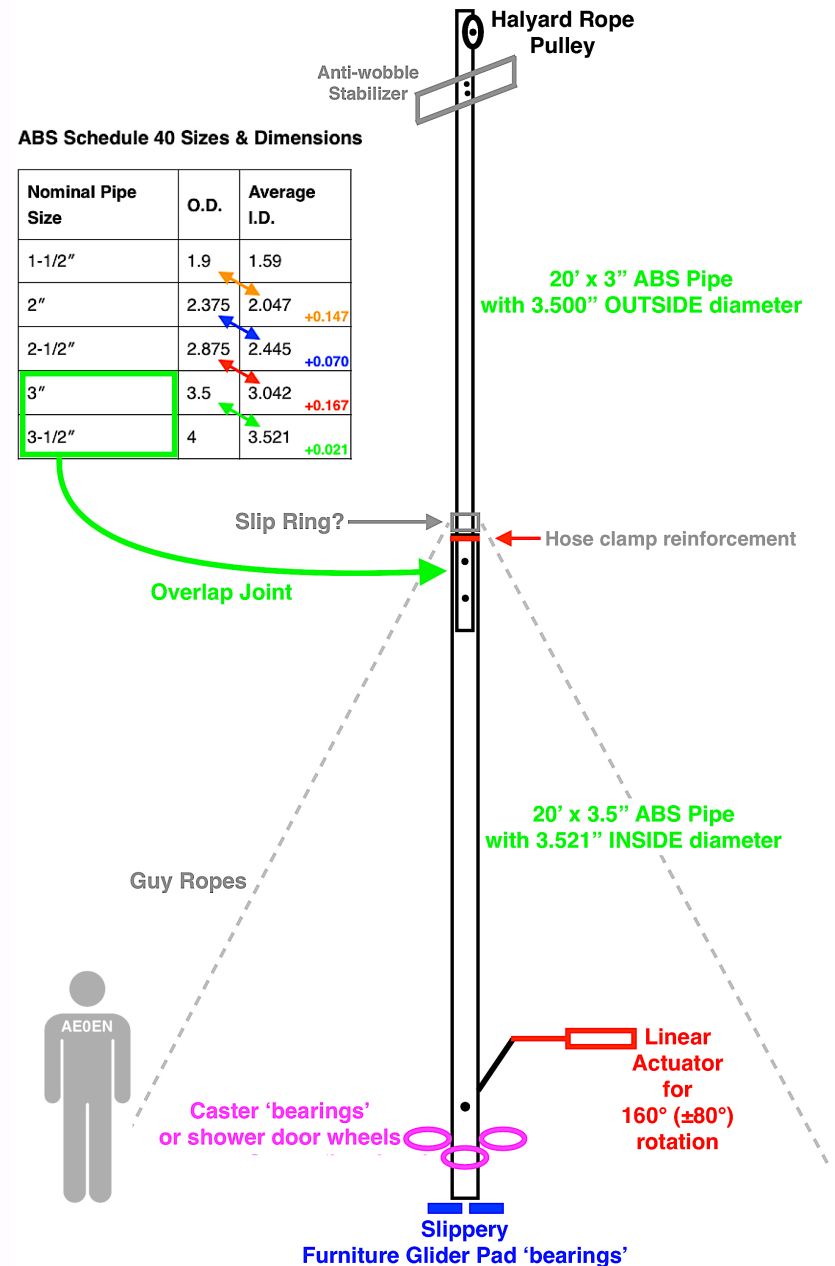 Halyard Rope
Pulley
Anti-wobble
Stabilizer
ABS Schedule 40 Sizes & Dimensions
Nominal Pipe
Size
O.D.
Average
I.D.
1-1/2″
1.9
1.59
2″
2.375
2.047
+0.147
2-1/2″
2.875
2.445
+0.070
3″
3.5
3.042
+0.167
3-1/2″
4
3.521
+0.021
20’ x 3” ABS Pipe
with 3.500” OUTSIDE diameter
Slip Ring?
Hose clamp reinforcement
Overlap Joint
20’ x 3.5” ABS Pipe
with 3.521” INSIDE diameter
Guy Ropes
AE0EN
Linear
Actuator
for
160° (±80°)
rotation
Caster ‘bearings’
or shower door wheels
Slippery
Furniture Glider Pad ‘bearings’